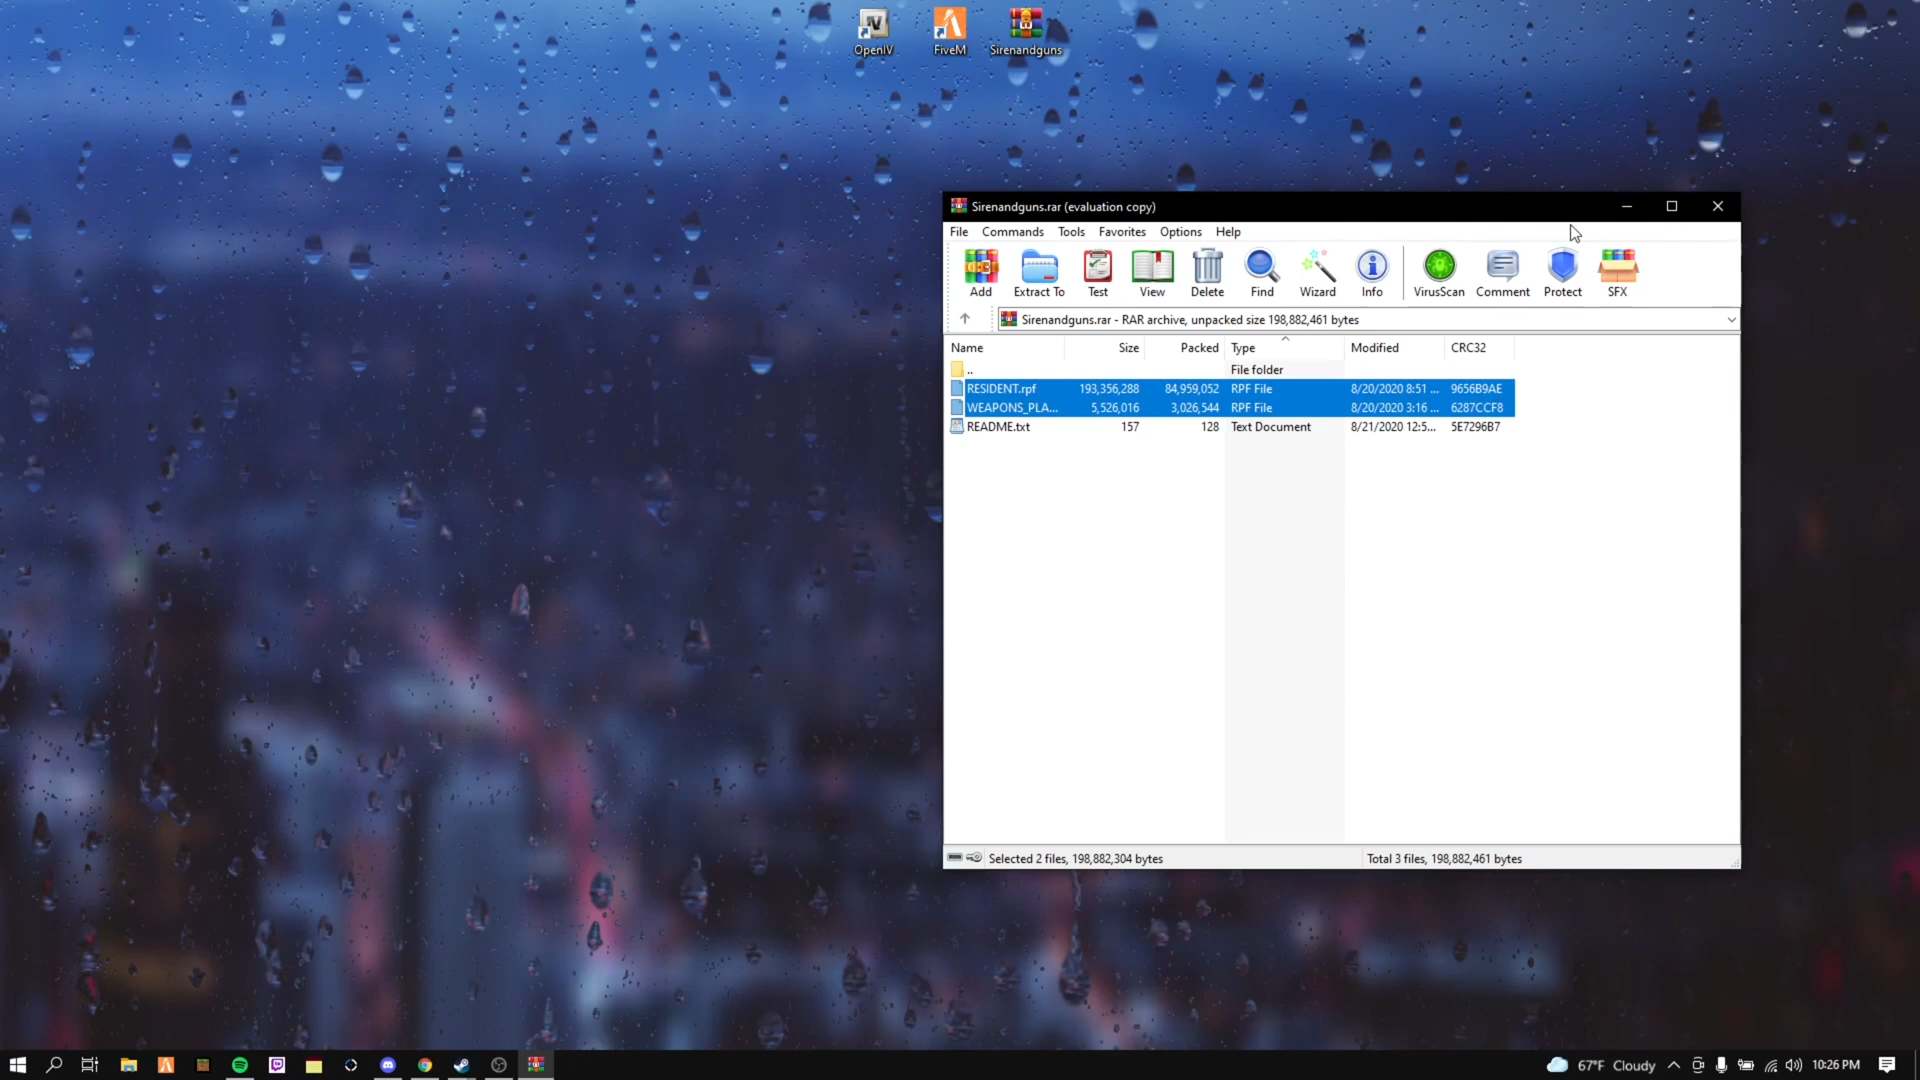 OpenIV
FiveM
Sirenandguns
Sirenandguns.rar (evaluation copy)
File Commands Tools Favorites Options Help
Add Extract To Test View Delete Find Wizard Info VirusScan Comment Protect SFX
Sirenandguns.rar - RAR archive, unpacked size 198,882,461 bytes
Name Size Packed Type Modified CRC32
.. File folder
RESIDENT.rpf 193,356,288 84,959,052 RPF File 8/20/2020 8:51 ... 9656B9AE
WEAPONS_PLA... 5,526,016 3,026,544 RPF File 8/20/2020 3:16 ... 6287CCF8
README.txt 157 128 Text Document 8/21/2020 12:5... 5E7296B7
Selected 2 files, 198,882,304 bytes Total 3 files, 198,882,461 bytes
67°F Cloudy 10:26 PM